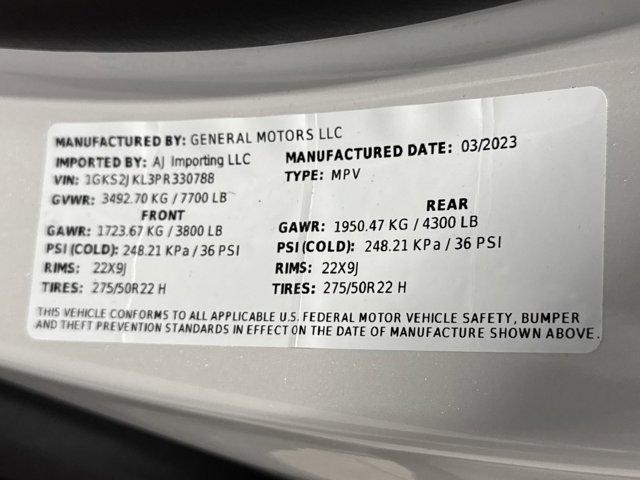 MANUFACTURED BY: GENERAL MOTORS LLC
IMPORTED BY: AJ Importing LLC
MANUFACTURED DATE: 03/2023
VIN: 1GKS2JKL3PR330788
TYPE: MPV
GVWR: 3492.70 KG / 7700 LB
FRONT
REAR
GAWR: 1723.67 KG / 3800 LB
GAWR: 1950.47 KG / 4300 LB
PSI (COLD): 248.21 KPa / 36 PSI
PSI (COLD): 248.21 KPa / 36 PSI
RIMS: 22X9J
RIMS: 22X9J
TIRES: 275/50R22 H
TIRES: 275/50R22 H
THIS VEHICLE CONFORMS TO ALL APPLICABLE U.S. FEDERAL MOTOR VEHICLE SAFETY, BUMPER
AND THEFT PREVENTION STANDARDS IN EFFECT ON THE DATE OF MANUFACTURE SHOWN ABOVE.